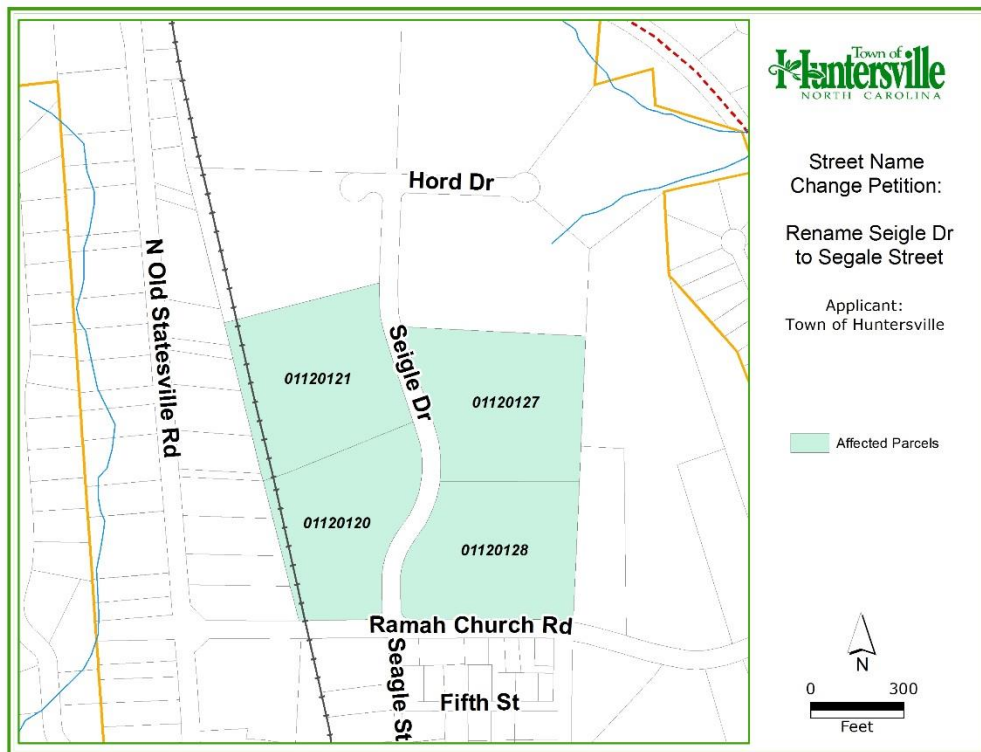 Hord Dr
N Old Statesville Rd
Seigle Dr
01120121
01120127
01120120
01120128
Ramah Church Rd
Seagle St
Fifth St
Town of
Huntersville
NORTH CAROLINA
Street Name
Change Petition:
Rename Seigle Dr
to Segale Street
Applicant:
Town of Huntersville
Affected Parcels
N
0 300
Feet